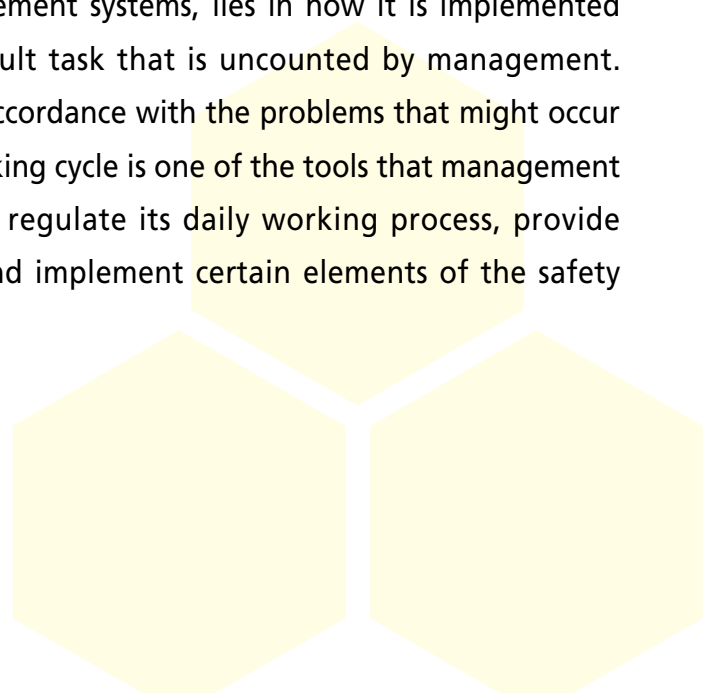 ement systems, lies in how it is implemented
ult task that is uncounted by management.
ccordance with the problems that might occur
king cycle is one of the tools that management
regulate its daily working process, provide
nd implement certain elements of the safety